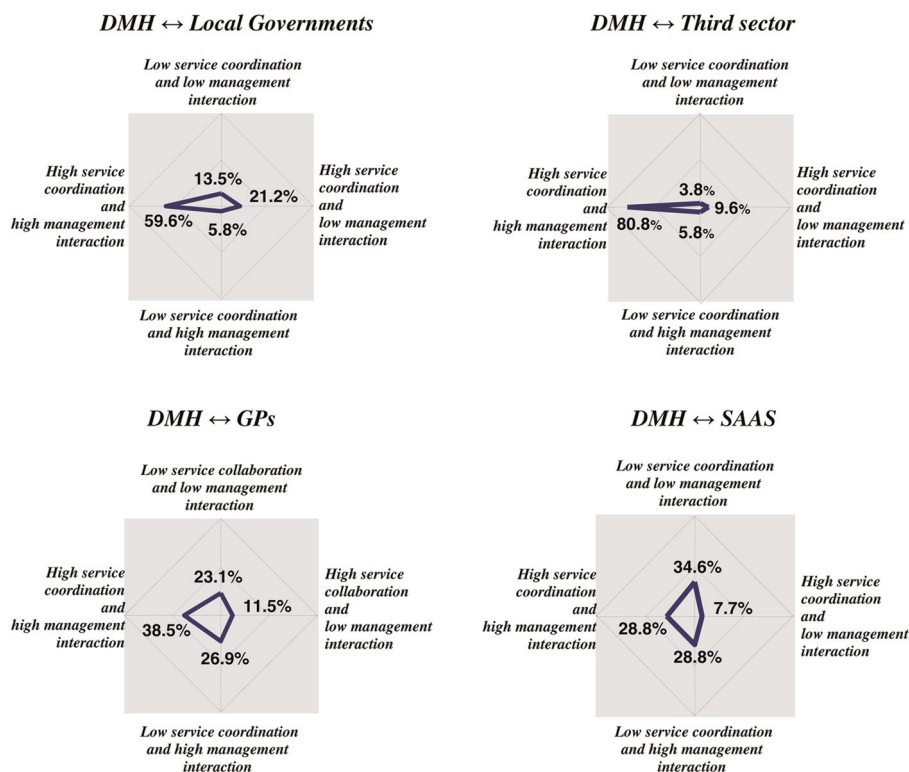 DMH ↔ Local Governments
Low service coordination
and low management
interaction
High service
coordination
and
high management
interaction
13.5%
21.2%
59.6%
5.8%
High service
coordination
and
low management
interaction
Low service coordination
and high management
interaction
DMH ↔ Third sector
Low service coordination
and low management
interaction
High service
coordination
and
high management
interaction
3.8%
9.6%
80.8%
5.8%
High service
coordination
and
low management
interaction
Low service coordination
and high management
interaction
DMH ↔ GPs
Low service collaboration
and low management
interaction
High service
coordination
and
high management
interaction
23.1%
11.5%
38.5%
26.9%
High service
collaboration
and
low management
interaction
Low service coordination
and high management
interaction
DMH ↔ SAAS
Low service coordination
and low management
interaction
High service
coordination
and
high management
interaction
34.6%
7.7%
28.8%
28.8%
High service
coordination
and
low management
interaction
Low service coordination
and high management
interaction